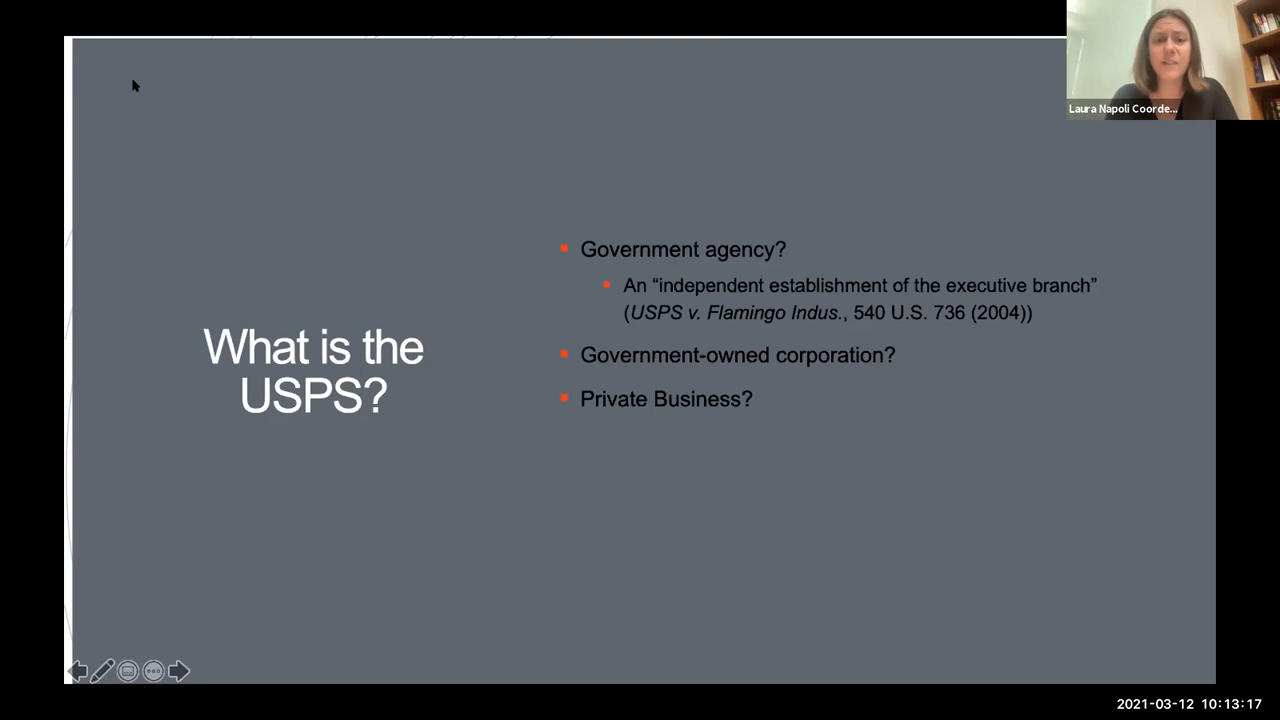 Laura Napoli Coorde...
What is the
USPS?
Government agency?
An “independent establishment of the executive branch”
(USPS v. Flamingo Indus., 540 U.S. 736 (2004))
Government-owned corporation?
Private Business?
2021-03-12 10:13:17